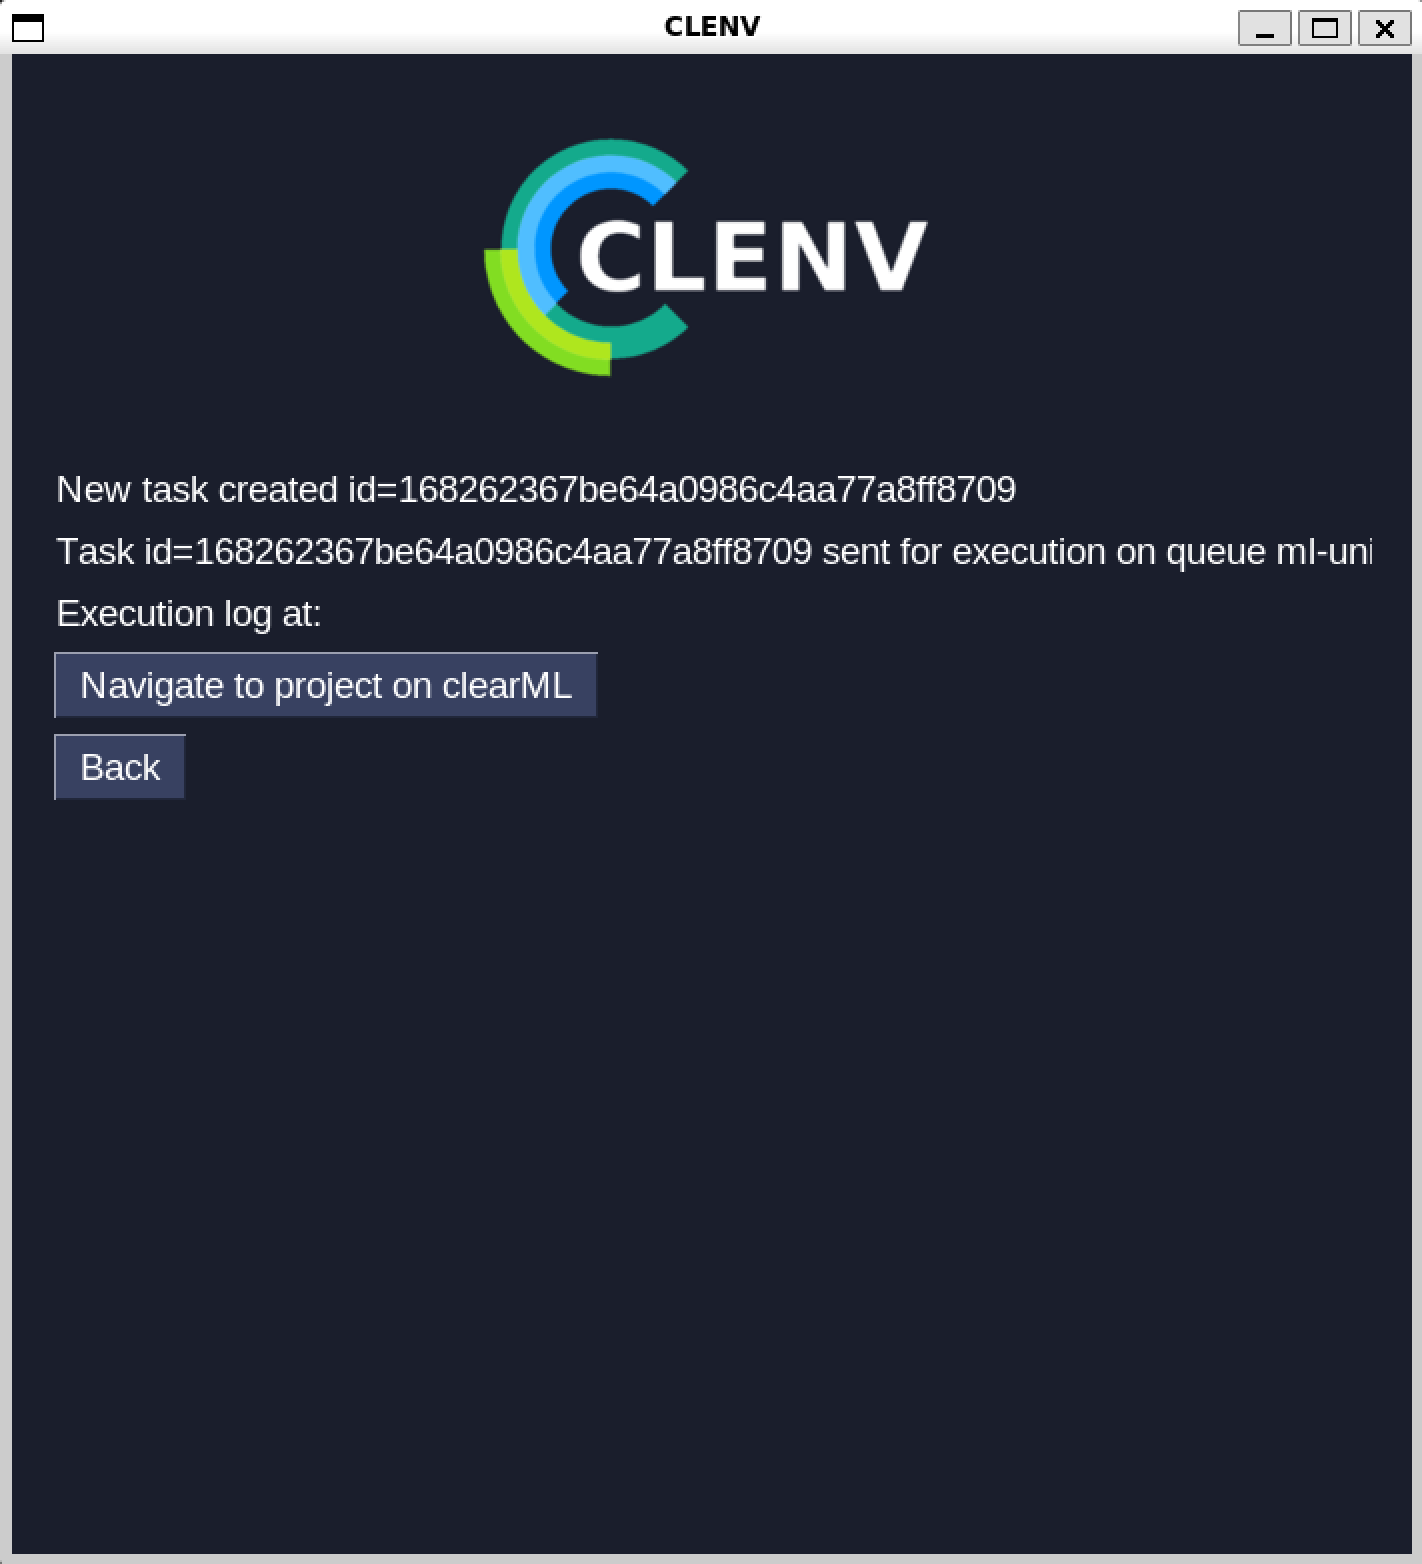 CLENV
CLENV
New task created id=168262367be64a0986c4aa77a8ff8709
Task id=168262367be64a0986c4aa77a8ff8709 sent for execution on queue ml-uni
Execution log at:
Navigate to project on clearML
Back